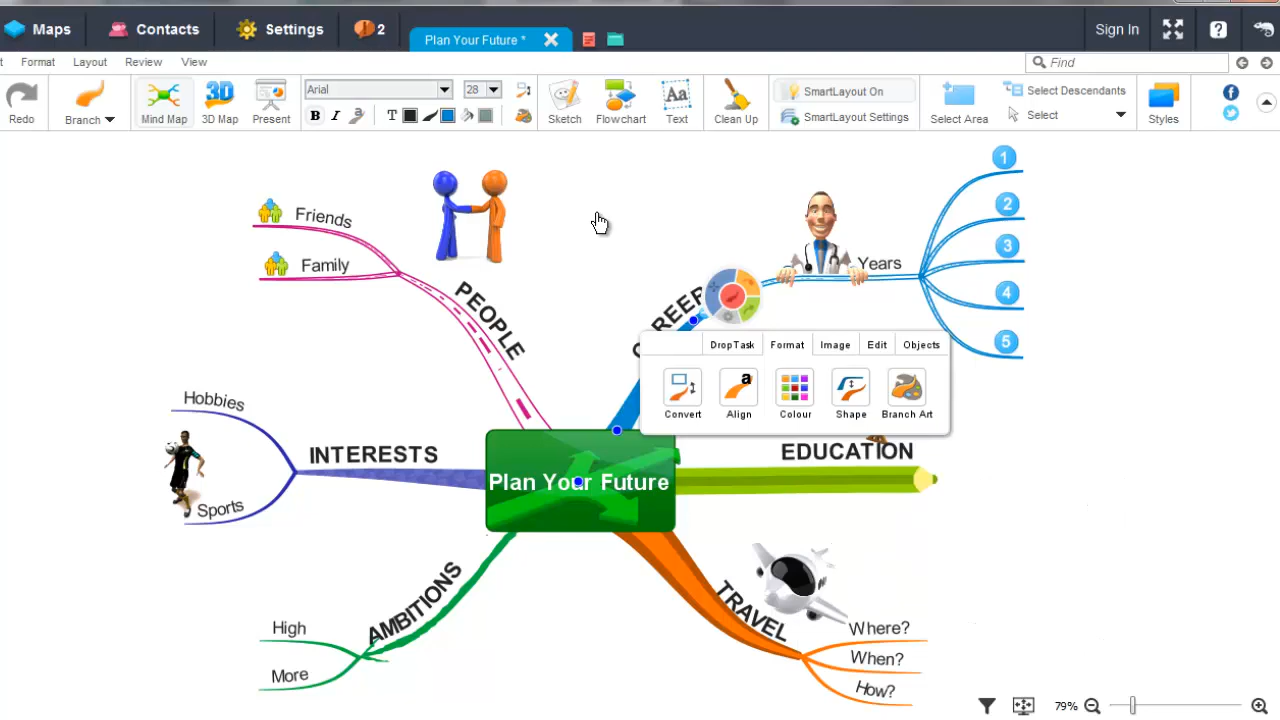 Maps
Contacts
Settings
2
Plan Your Future *
Sign In
?
t
Format
Layout
Review
View
Find
Redo
Branch
Mind Map
3D
3D Map
Present
Arial
28
B
I
a
T
Sketch
Flowchart
Aa
Text
Clean Up
SmartLayout On
SmartLayout Settings
Select Area
Select Descendants
Select
Styles
Friends
Family
PEOPLE
Years
1
2
3
4
5
DropTask
Format
Image
Edit
Objects
a
Convert
Align
Colour
Shape
Branch Art
Hobbies
INTERESTS
Sports
Plan Your Future
EDUCATION
AMBITIONS
High
More
TRAVEL
Where?
When?
How?
79%